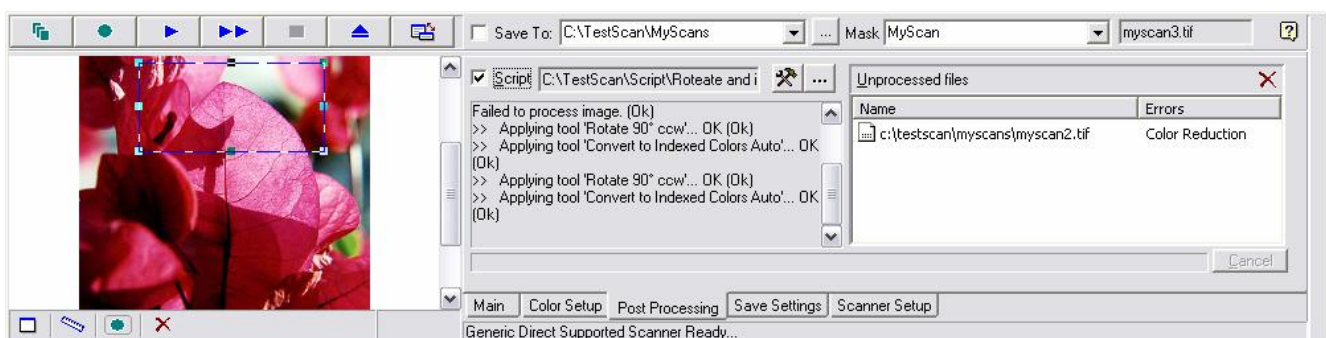 Save To: C:\TestScan\MyScans ... Mask MyScan myscan3.tif
Script C:\TestScan\Script\Roteate and i ...
Unprocessed files
Failed to process image. (Ok)
>> Applying tool 'Rotate 90° ccw'... OK (Ok)
>> Applying tool 'Convert to Indexed Colors Auto'... OK
(Ok)
>> Applying tool 'Rotate 90° ccw'... OK (Ok)
>> Applying tool 'Convert to Indexed Colors Auto'... OK
(Ok)
Name Errors
c:\testscan\myscans\myscan2.tif Color Reduction
Cancel
Main Color Setup Post Processing Save Settings Scanner Setup
Generic Direct Supported Scanner Ready...